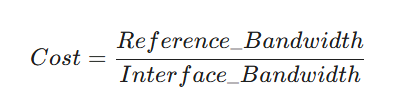 Cost = Reference_Bandwidth / Interface_Bandwidth